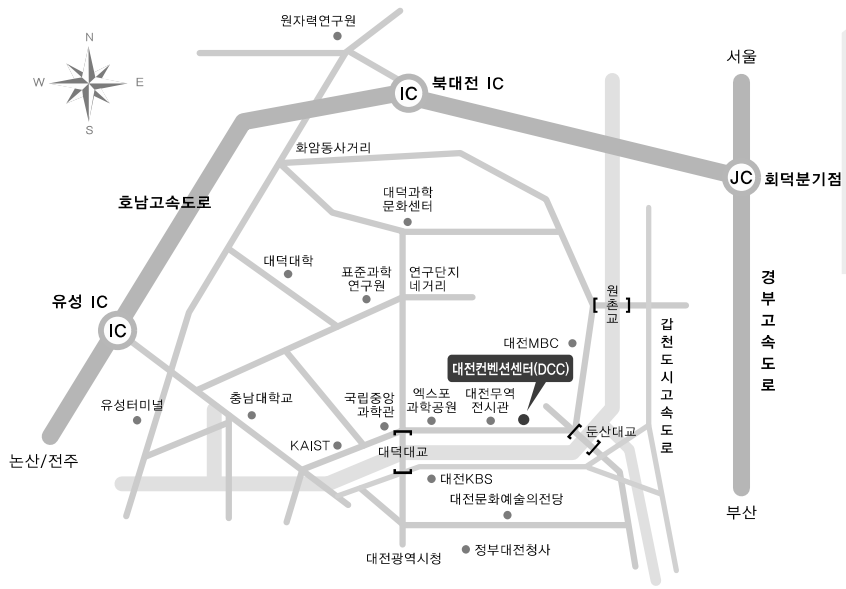 원자력연구원
N
W
E
S
서울
북대전 IC
IC
화암동사거리
JC
회덕분기점
호남고속도로
대덕과학
문화센터
대덕대학
표준과학
연구원
연구단지
네거리
경부고속도로
유성 IC
IC
원촌교
갑천도시고속도로
대전MBC
대전컨벤션센터(DCC)
유성터미널
충남대학교
국립중앙
과학관
엑스포
과학공원
대전무역
전시관
둔산대교
KAIST
대덕대교
논산/전주
대전KBS
대전문화예술의전당
부산
대전광역시청
정부대전청사